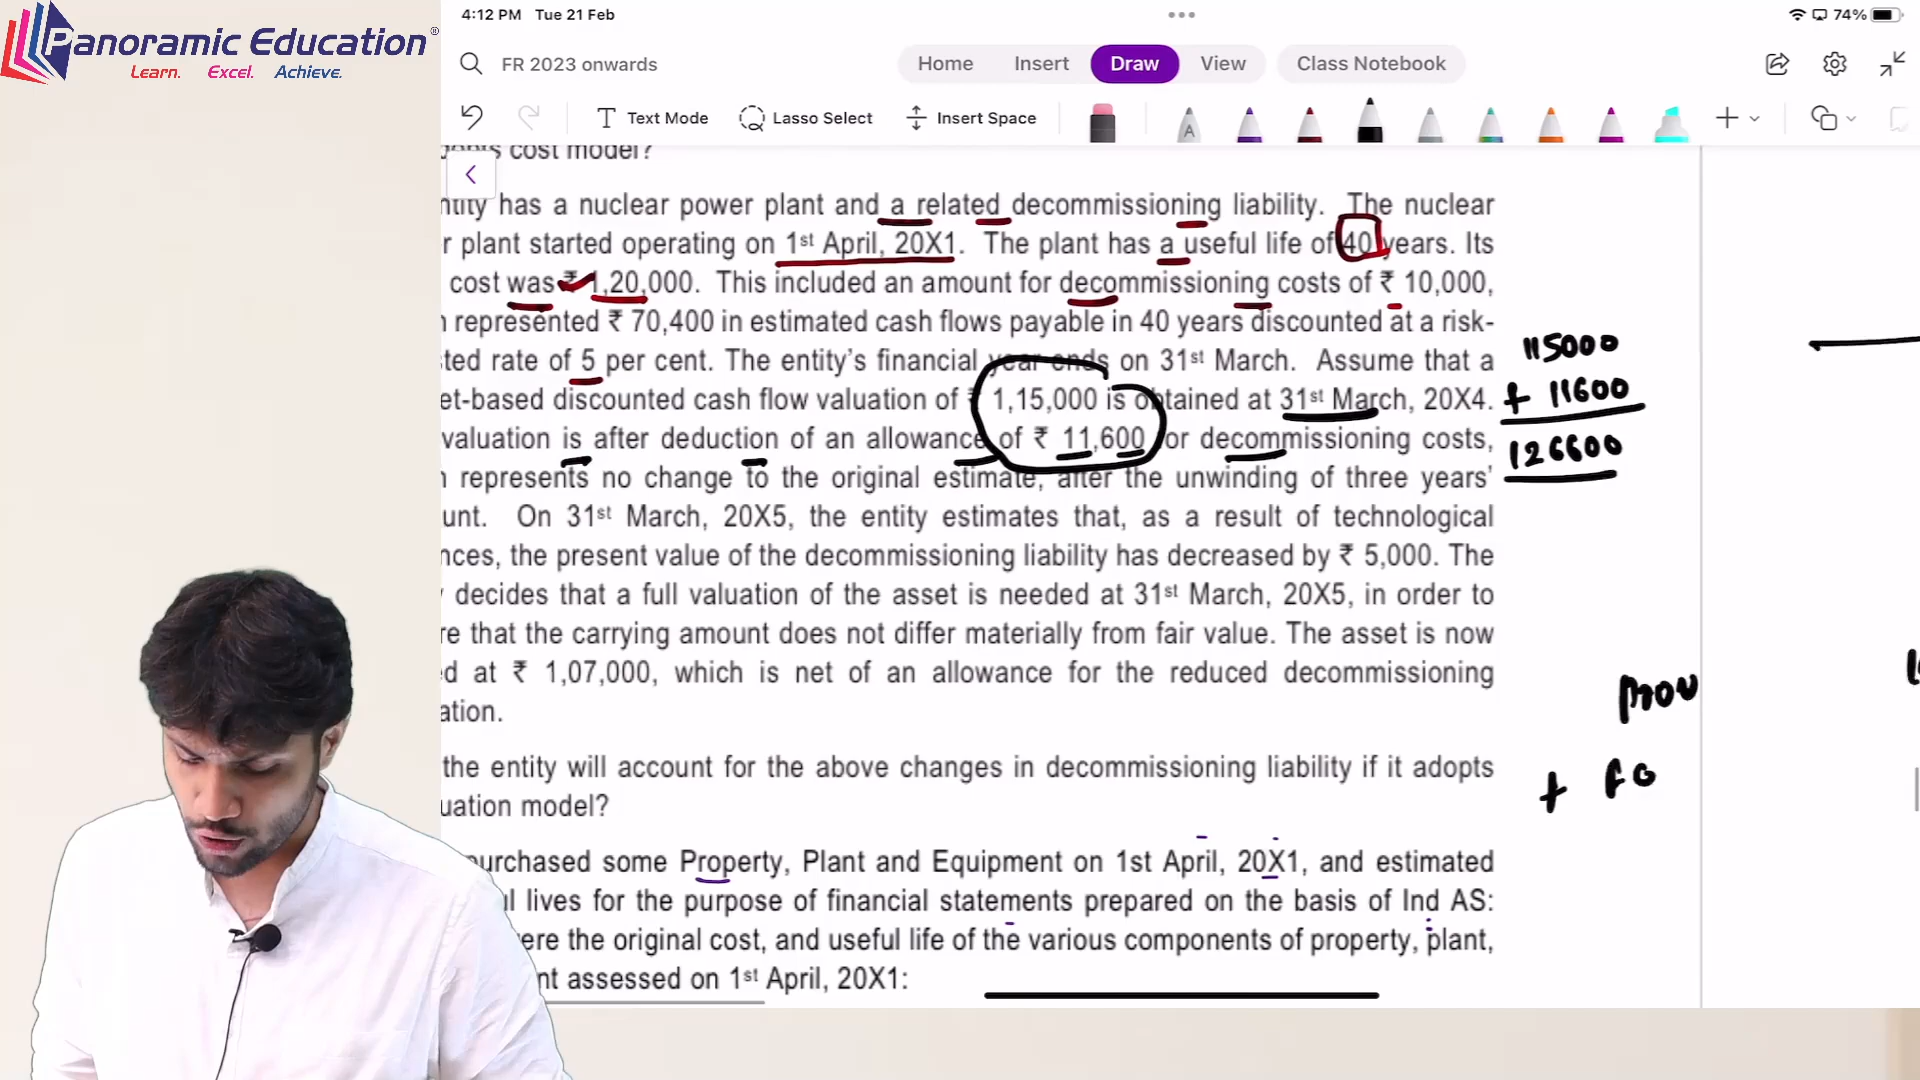 Panoramic Education®
Learn. Excel. Achieve.
4:12 PM Tue 21 Feb
74%
FR 2023 onwards
Home Insert Draw View Class Notebook
Text Mode Lasso Select Insert Space
A
cost model?
has a nuclear power plant and a related decommissioning liability. The nuclear
plant started operating on 1st April, 20X1. The plant has a useful life of 40 years. Its
cost was ₹ 1,20,000. This included an amount for decommissioning costs of ₹ 10,000,
represented ₹ 70,400 in estimated cash flows payable in 40 years discounted at a risk-
rate of 5 per cent. The entity's financial year ends on 31st March. Assume that a
et-based discounted cash flow valuation of ₹ 1,15,000 is obtained at 31st March, 20X4.
valuation is after deduction of an allowance of ₹ 11,600 for decommissioning costs,
represents no change to the original estimate, after the unwinding of three years'
unt. On 31st March, 20X5, the entity estimates that, as a result of technological
nces, the present value of the decommissioning liability has decreased by ₹ 5,000. The
decides that a full valuation of the asset is needed at 31st March, 20X5, in order to
re that the carrying amount does not differ materially from fair value. The asset is now
d at ₹ 1,07,000, which is net of an allowance for the reduced decommissioning
ation.
the entity will account for the above changes in decommissioning liability if it adopts
uation model?
purchased some Property, Plant and Equipment on 1st April, 20X1, and estimated
lives for the purpose of financial statements prepared on the basis of Ind AS:
ere the original cost, and useful life of the various components of property, plant,
nt assessed on 1st April, 20X1:
115000
+ 11600
126600
Prov
+ FC